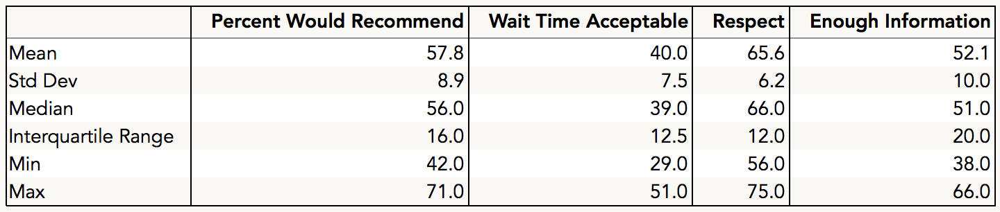 Percent Would Recommend Wait Time Acceptable Respect Enough Information
Mean 57.8 40.0 65.6 52.1
Std Dev 8.9 7.5 6.2 10.0
Median 56.0 39.0 66.0 51.0
Interquartile Range 16.0 12.5 12.0 20.0
Min 42.0 29.0 56.0 38.0
Max 71.0 51.0 75.0 66.0